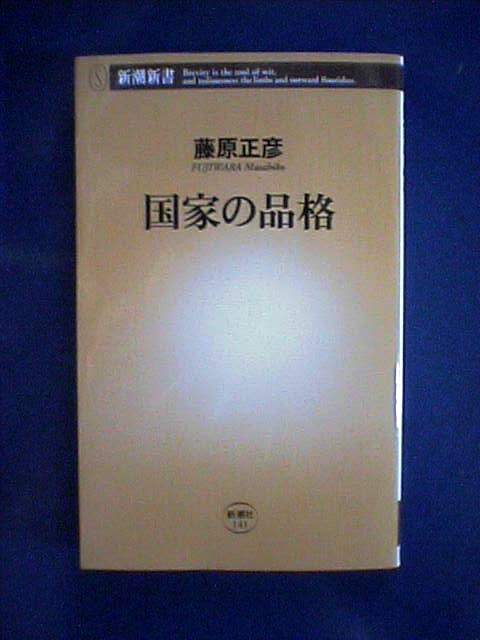 新潮新書
Brevity is the soul of wit,
and tediousness the limbs and outward flourishes.
藤原正彦
FUJIWARA Masahiko
国家の品格
新潮社
141